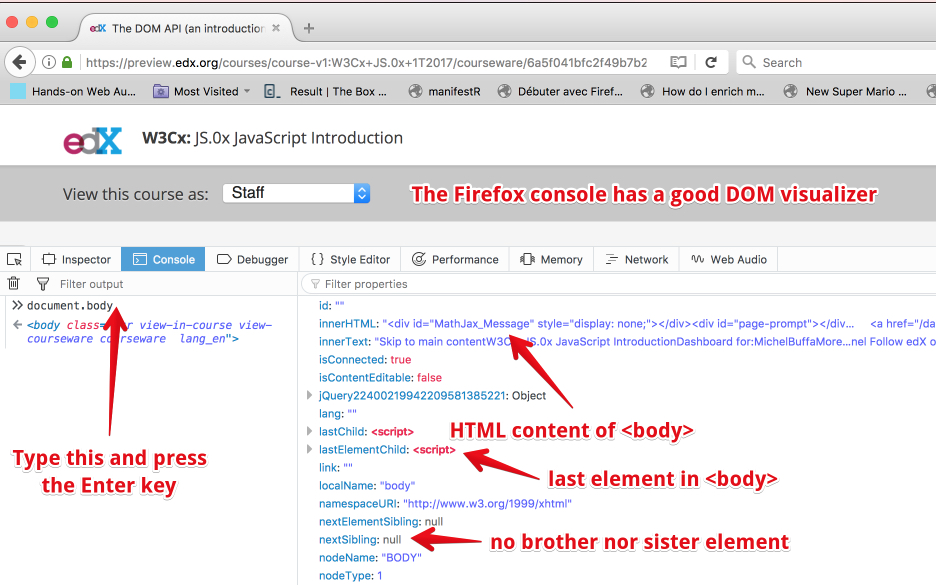 edX The DOM API (an introduction
https://preview.edx.org/courses/course-v1:W3Cx+JS.0x+1T2017/courseware/6a5f041bfc2f49b7b2
Search
Hands-on Web Au...
Most Visited
Result | The Box ...
manifestR
Débuter avec Firef...
How do I enrich m...
New Super Mario ...
edX
W3Cx: JS.0x JavaScript Introduction
View this course as: Staff
The Firefox console has a good DOM visualizer
Inspector
Console
Debugger
{ } Style Editor
Performance
Memory
Network
Web Audio
Filter output
Filter properties
document.body
<body class= view-in-course view-
courseware courseware lang_en">
Type this and press
the Enter key
id: ""
innerHTML: "<div id="MathJax_Message" style="display: none;"></div><div id="page-prompt"></div... <a href="/da
innerText: "Skip to main contentW3C JS.0x JavaScript IntroductionDashboard for:MichelBuffaMore...nel Follow edX o
isConnected: true
isContentEditable: false
jQuery22400219942209581385221: Object
lang: ""
lastChild: <script>
lastElementChild: <script>
link: ""
localName: "body"
namespaceURI: "http://www.w3.org/1999/xhtml"
nextElementSibling: null
nextSibling: null
nodeName: "BODY"
nodeType: 1
HTML content of <body>
last element in <body>
no brother nor sister element